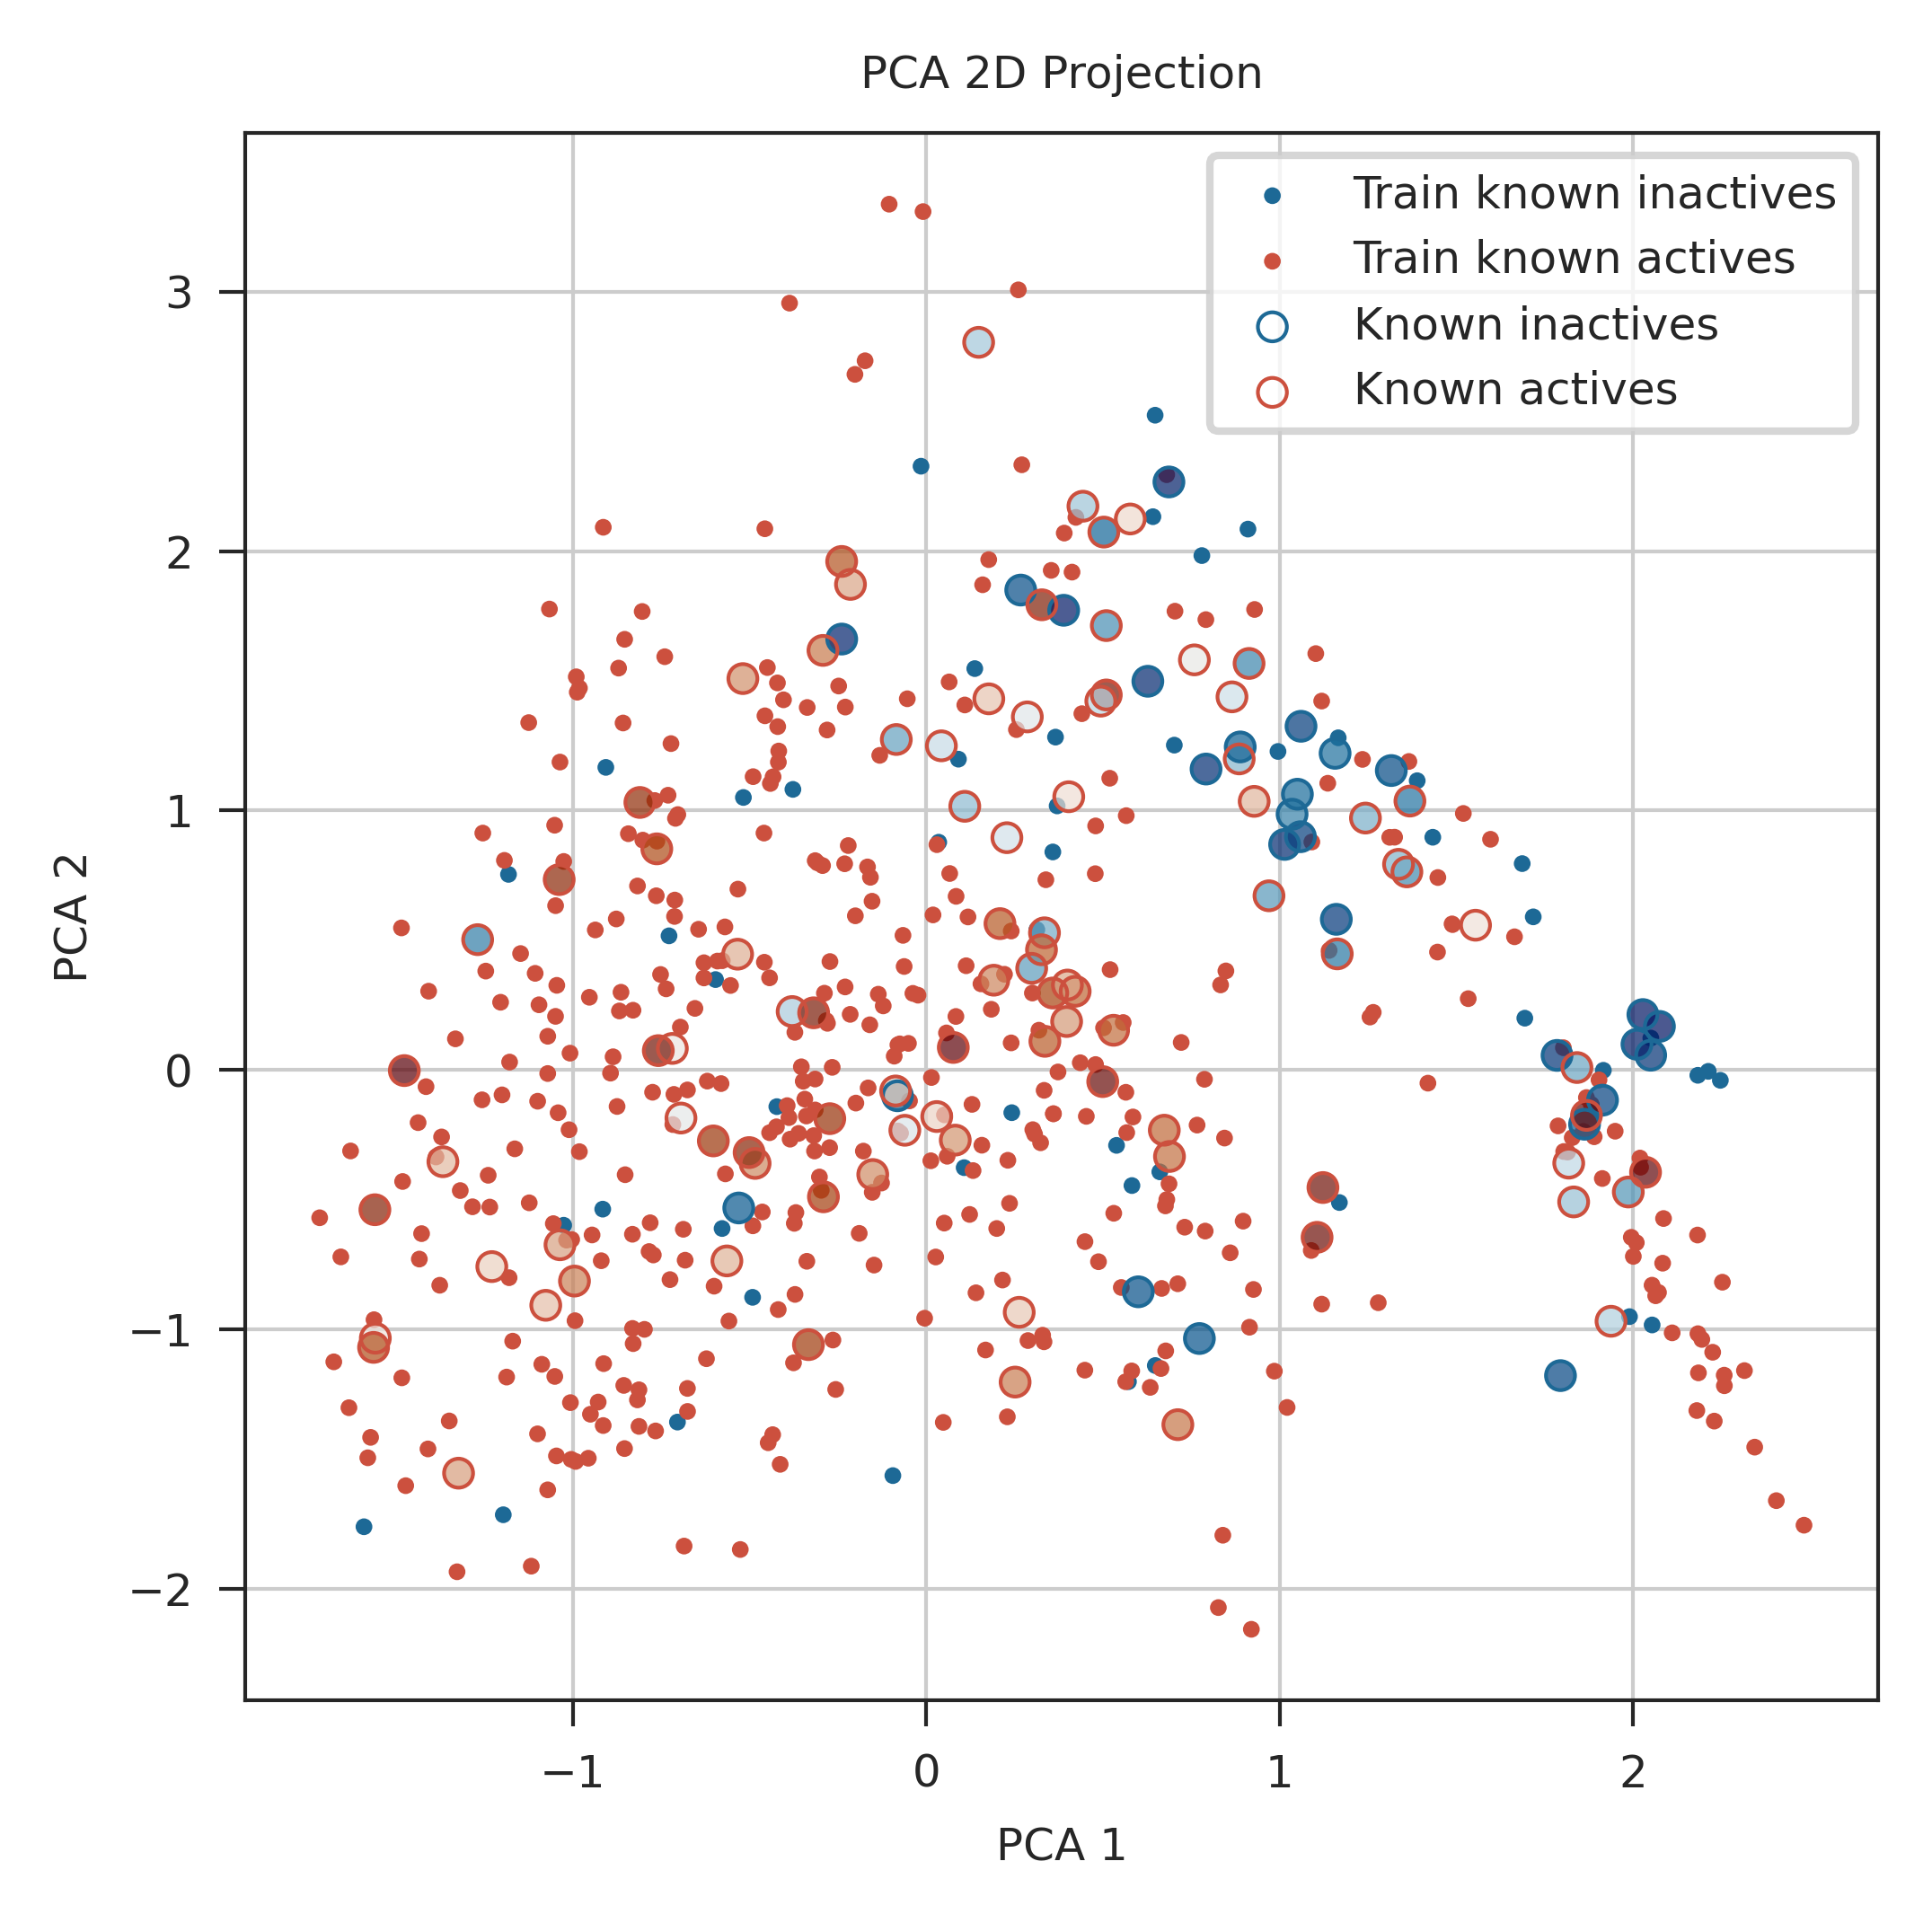 PCA 2D Projection
Train known inactives
Train known actives
Known inactives
Known actives
3
2
1
0
−1
−2
PCA 2
−1
0
1
2
PCA 1